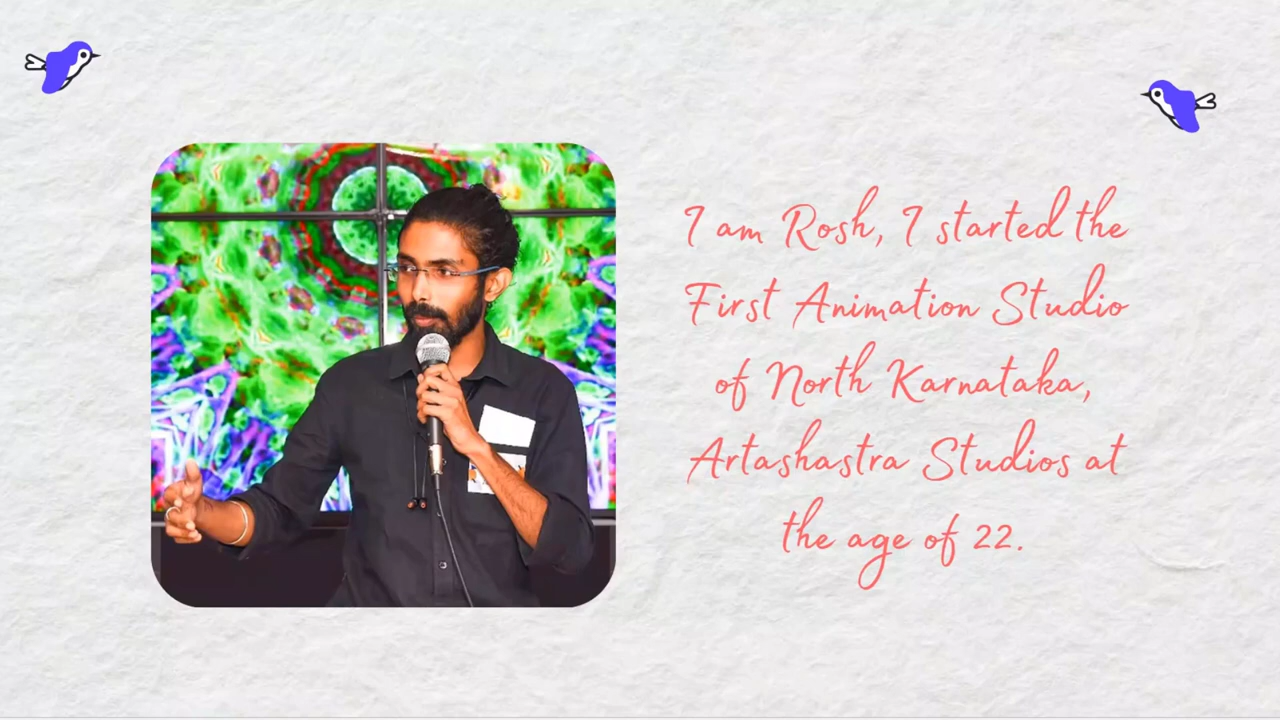 I am Rosh, I started the
First Animation Studio
of North Karnataka,
Artashastra Studios at
the age of 22.